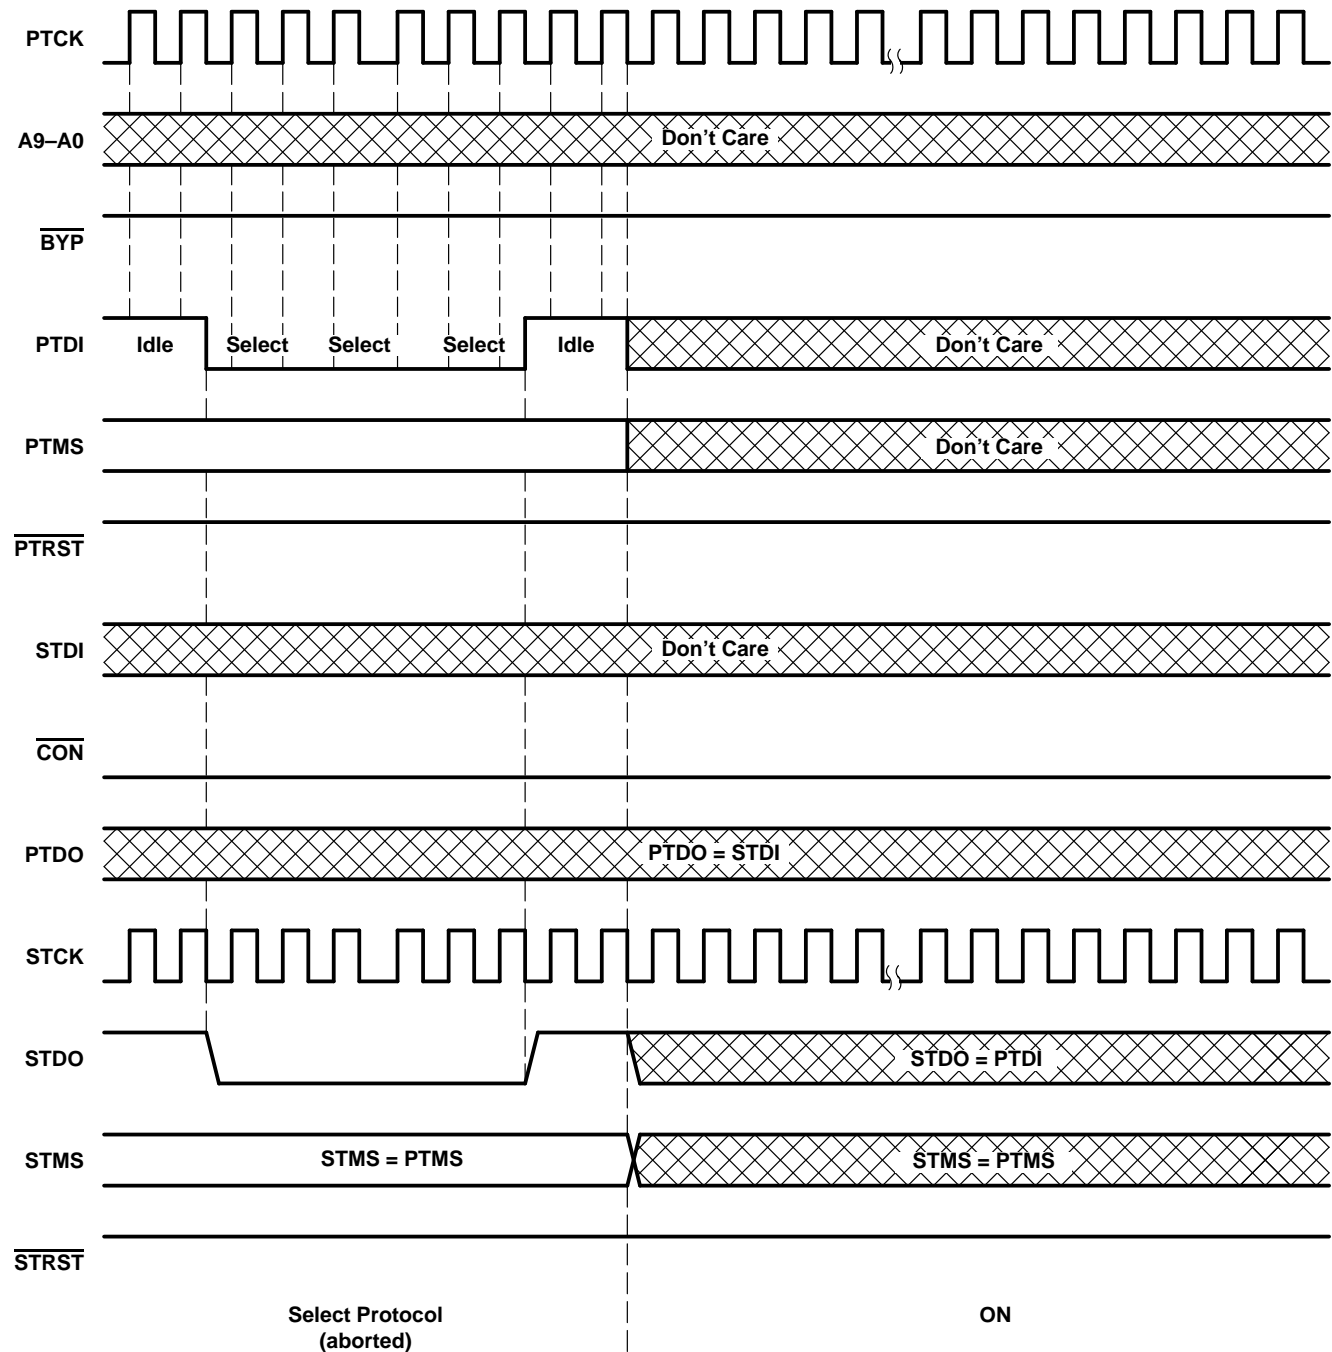 PTCK
A9–A0
Don't Care
BYP
PTDI
Idle Select Select Select Idle Don't Care
PTMS
Don't Care
PTRST
STDI
Don't Care
CON
PTDO
PTDO = STDI
STCK
STDO
STDO = PTDI
STMS
STMS = PTMS
STMS = PTMS
STRST
Select Protocol
(aborted)
ON